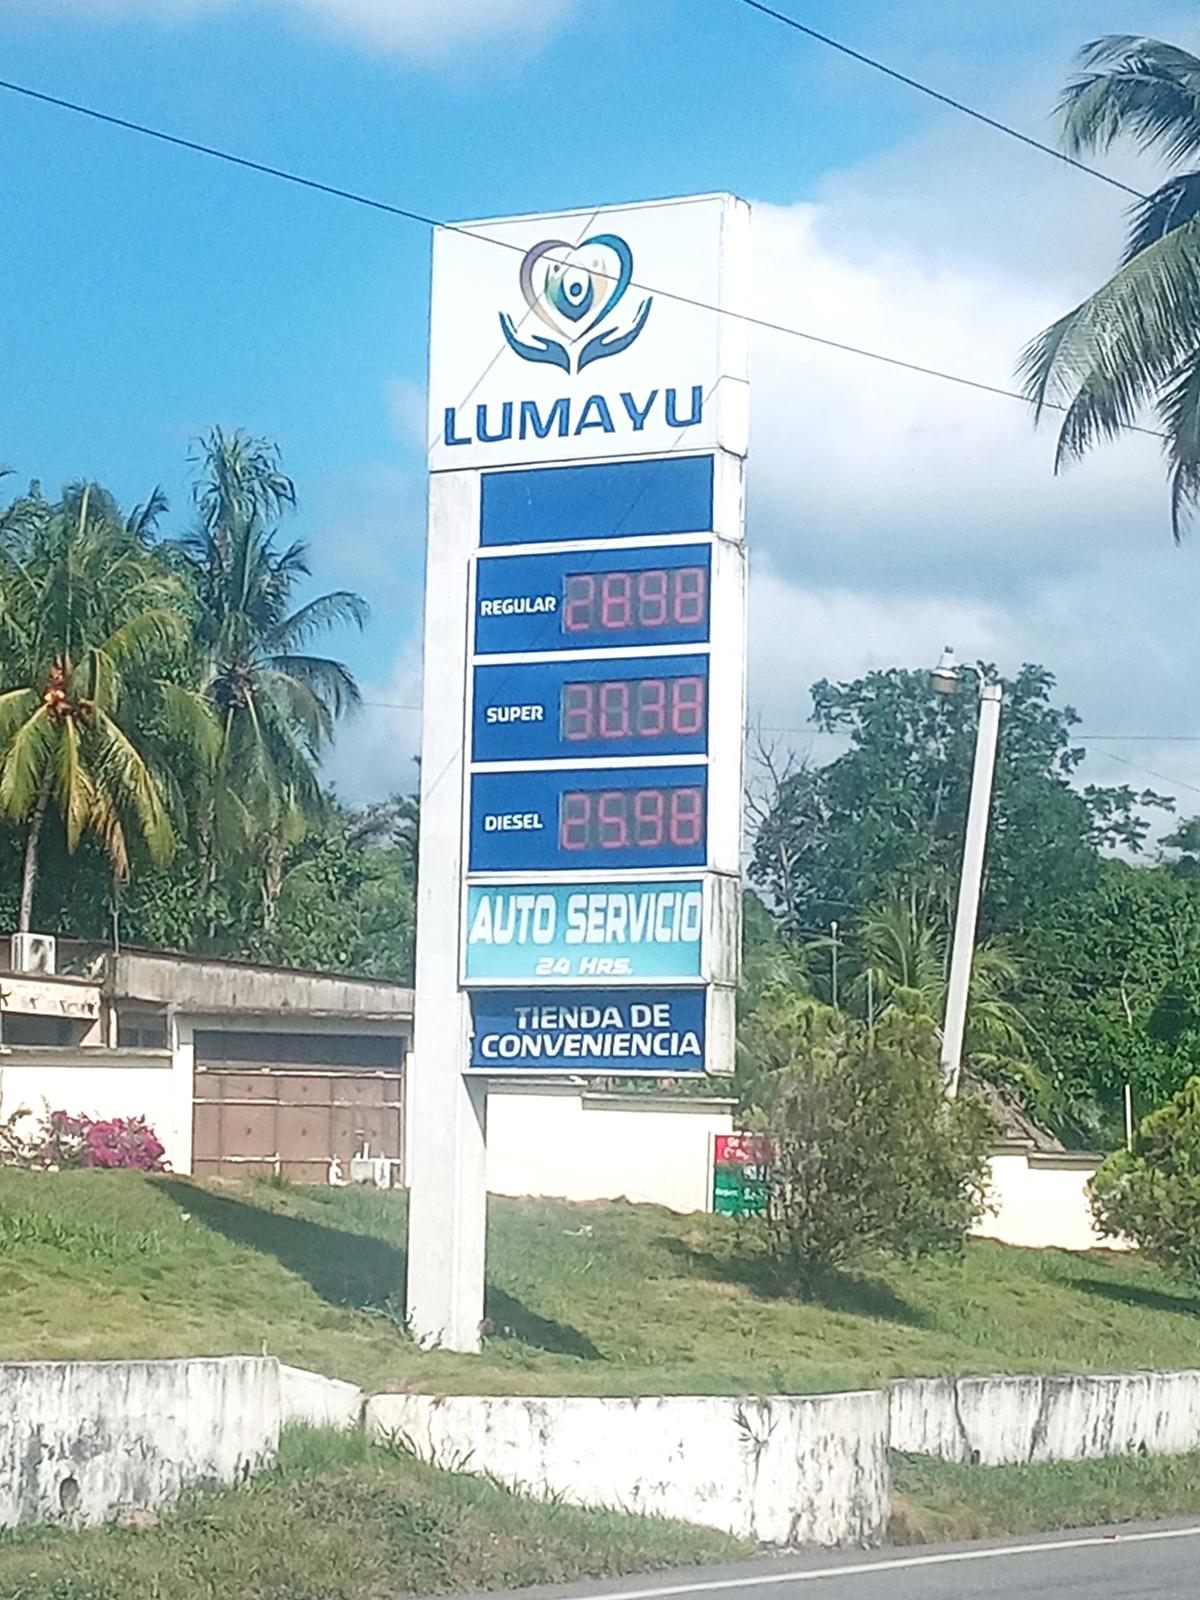 LUMAYU
REGULAR 28.98
SUPER 30.38
DIESEL 25.98
AUTO SERVICIO
24 HRS.
TIENDA DE
CONVENIENCIA